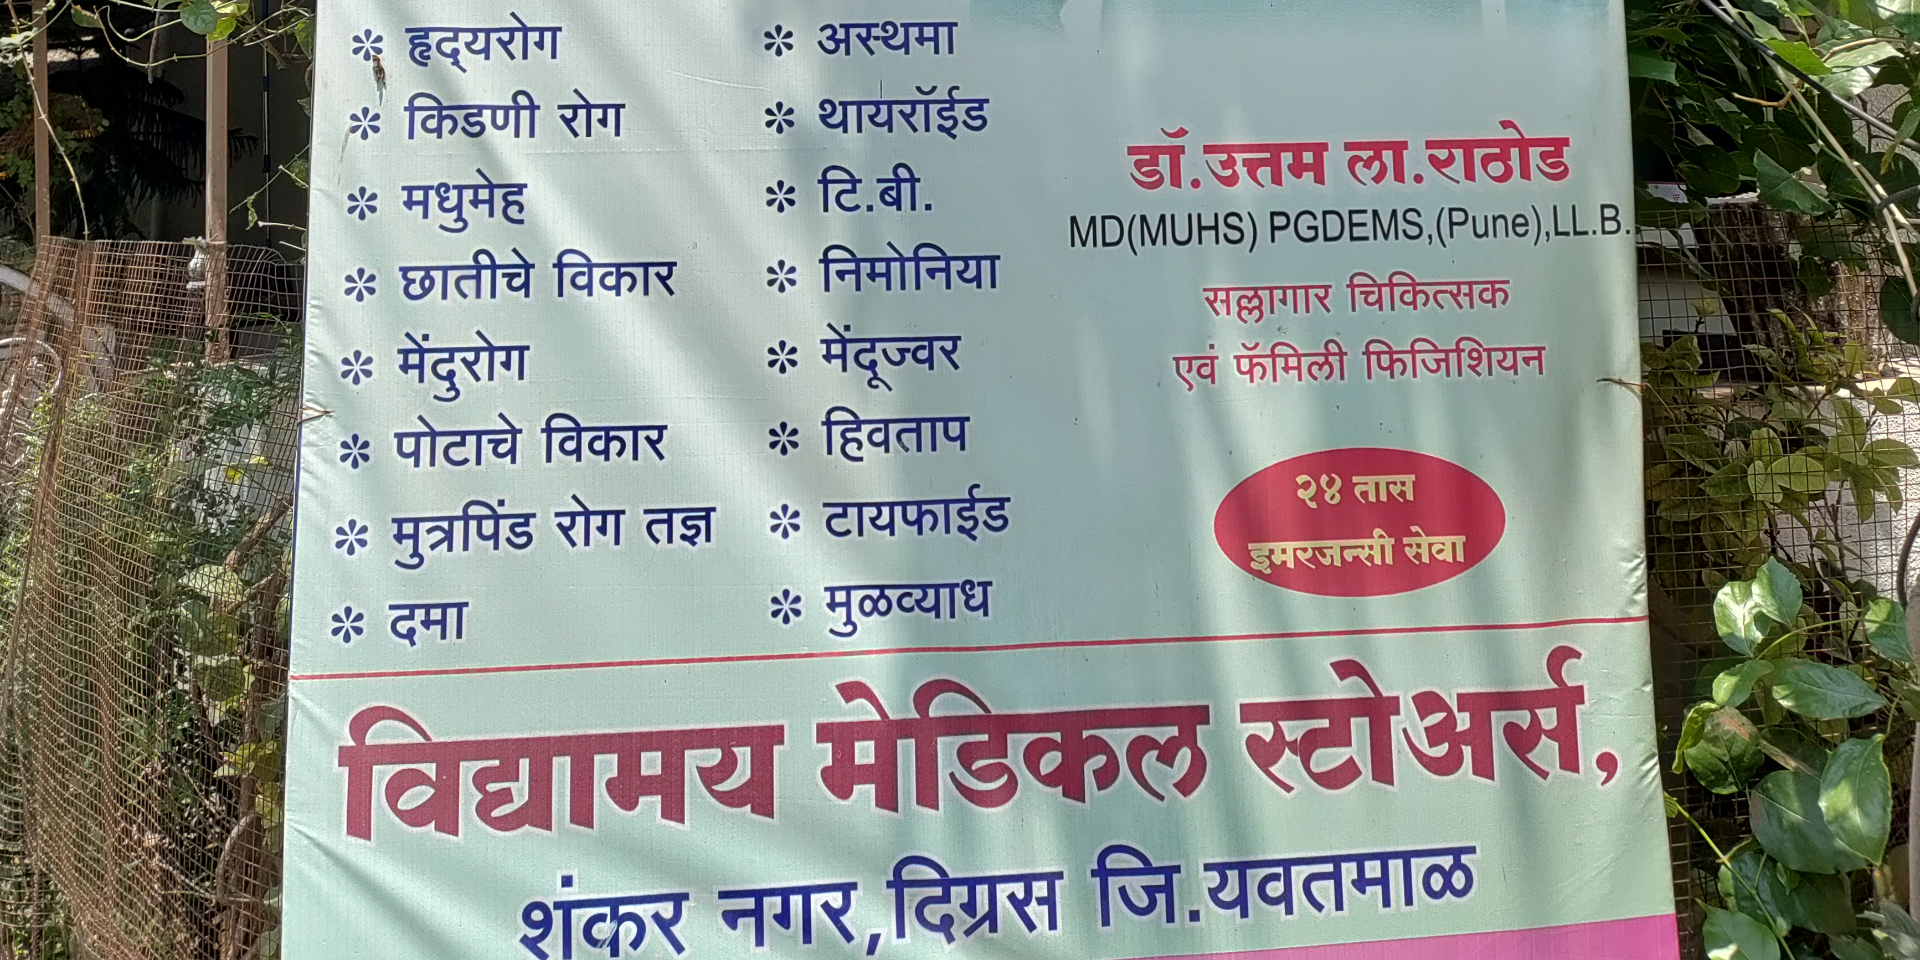 * हृद्यरोग
* किडणी रोग
* मधुमेह
* छातीचे विकार
* मेंदुरोग
* पोटाचे विकार
* मुत्रपिंड रोग तज्ञ
* दमा
* अस्थमा
* थायरॉईड
* टि.बी.
* निमोनिया
* मेंदूज्वर
* हिवताप
* टायफाईड
* मुळव्याध
डॉ.उत्तम ला.राठोड
MD(MUHS) PGDEMS,(Pune),LL.B.
सल्लागार चिकित्सक
एवं फॅमिली फिजिशियन
२४ तास
इमरजन्सी सेवा
विद्यामय मेडिकल स्टोअर्स,
शंकर नगर,दिग्रस जि.यवतमाळ